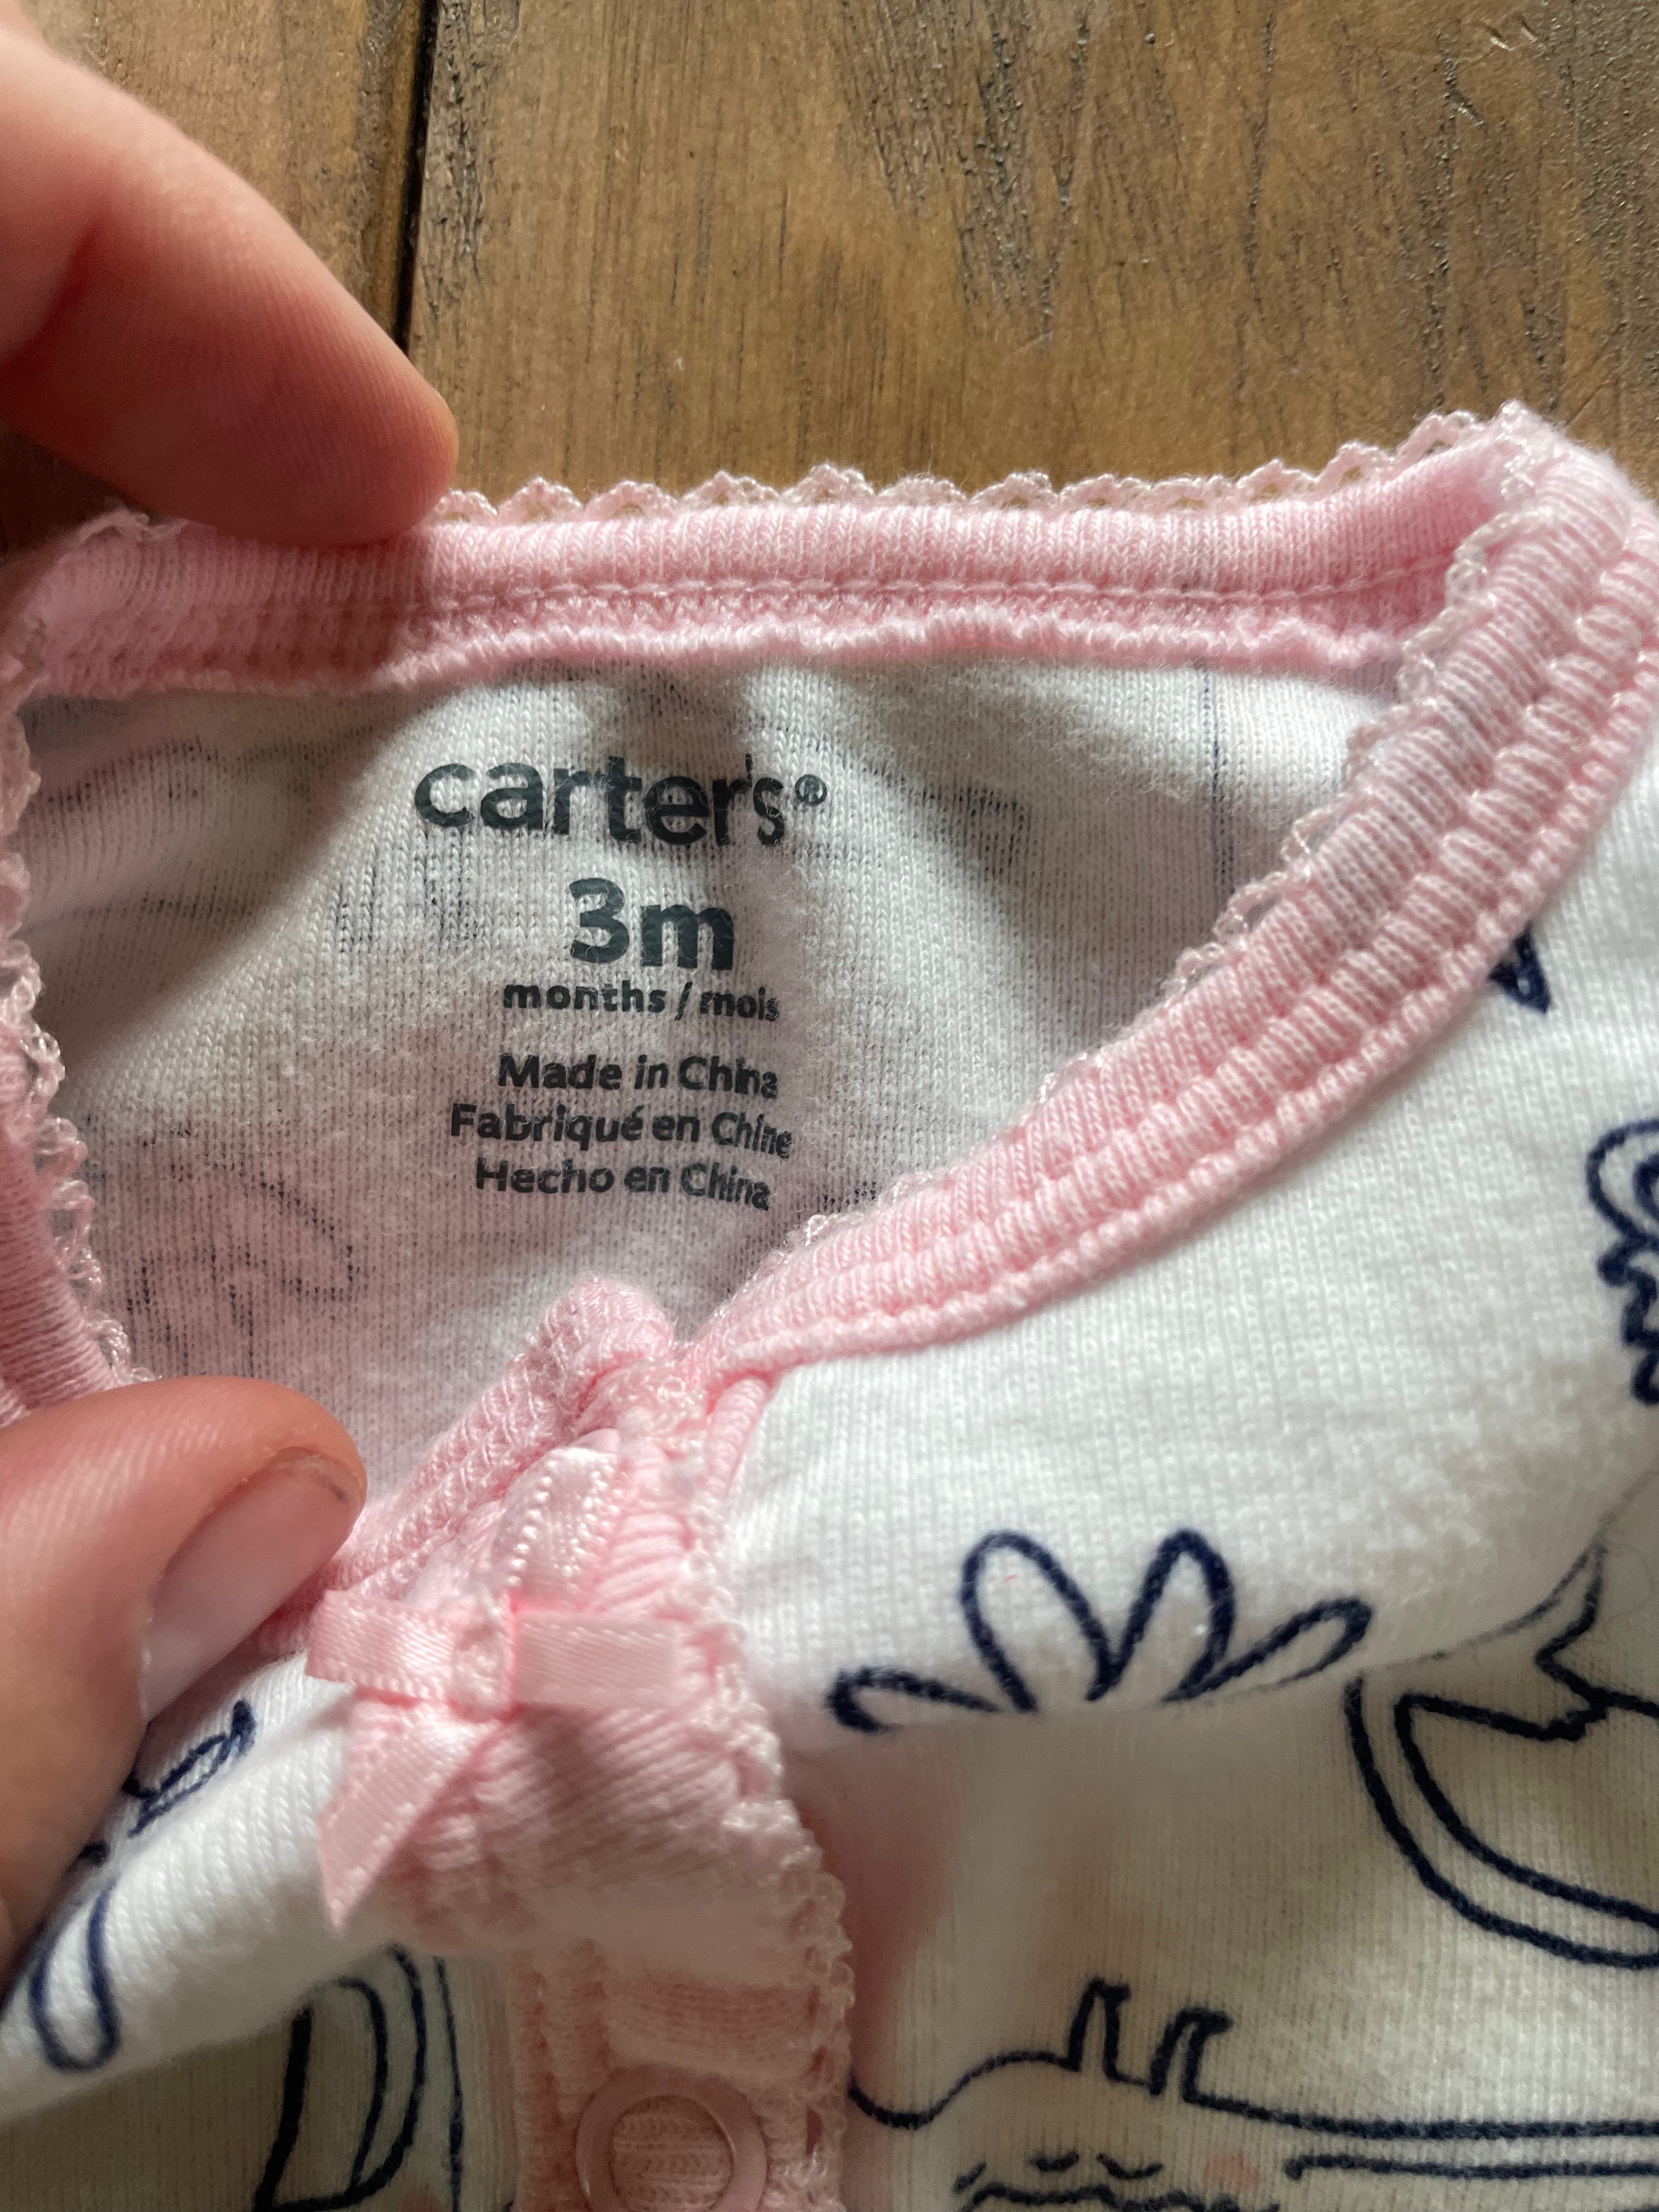 carter's®
3m
months / mois
Made in China
Fabriqué en Chine
Hecho en China